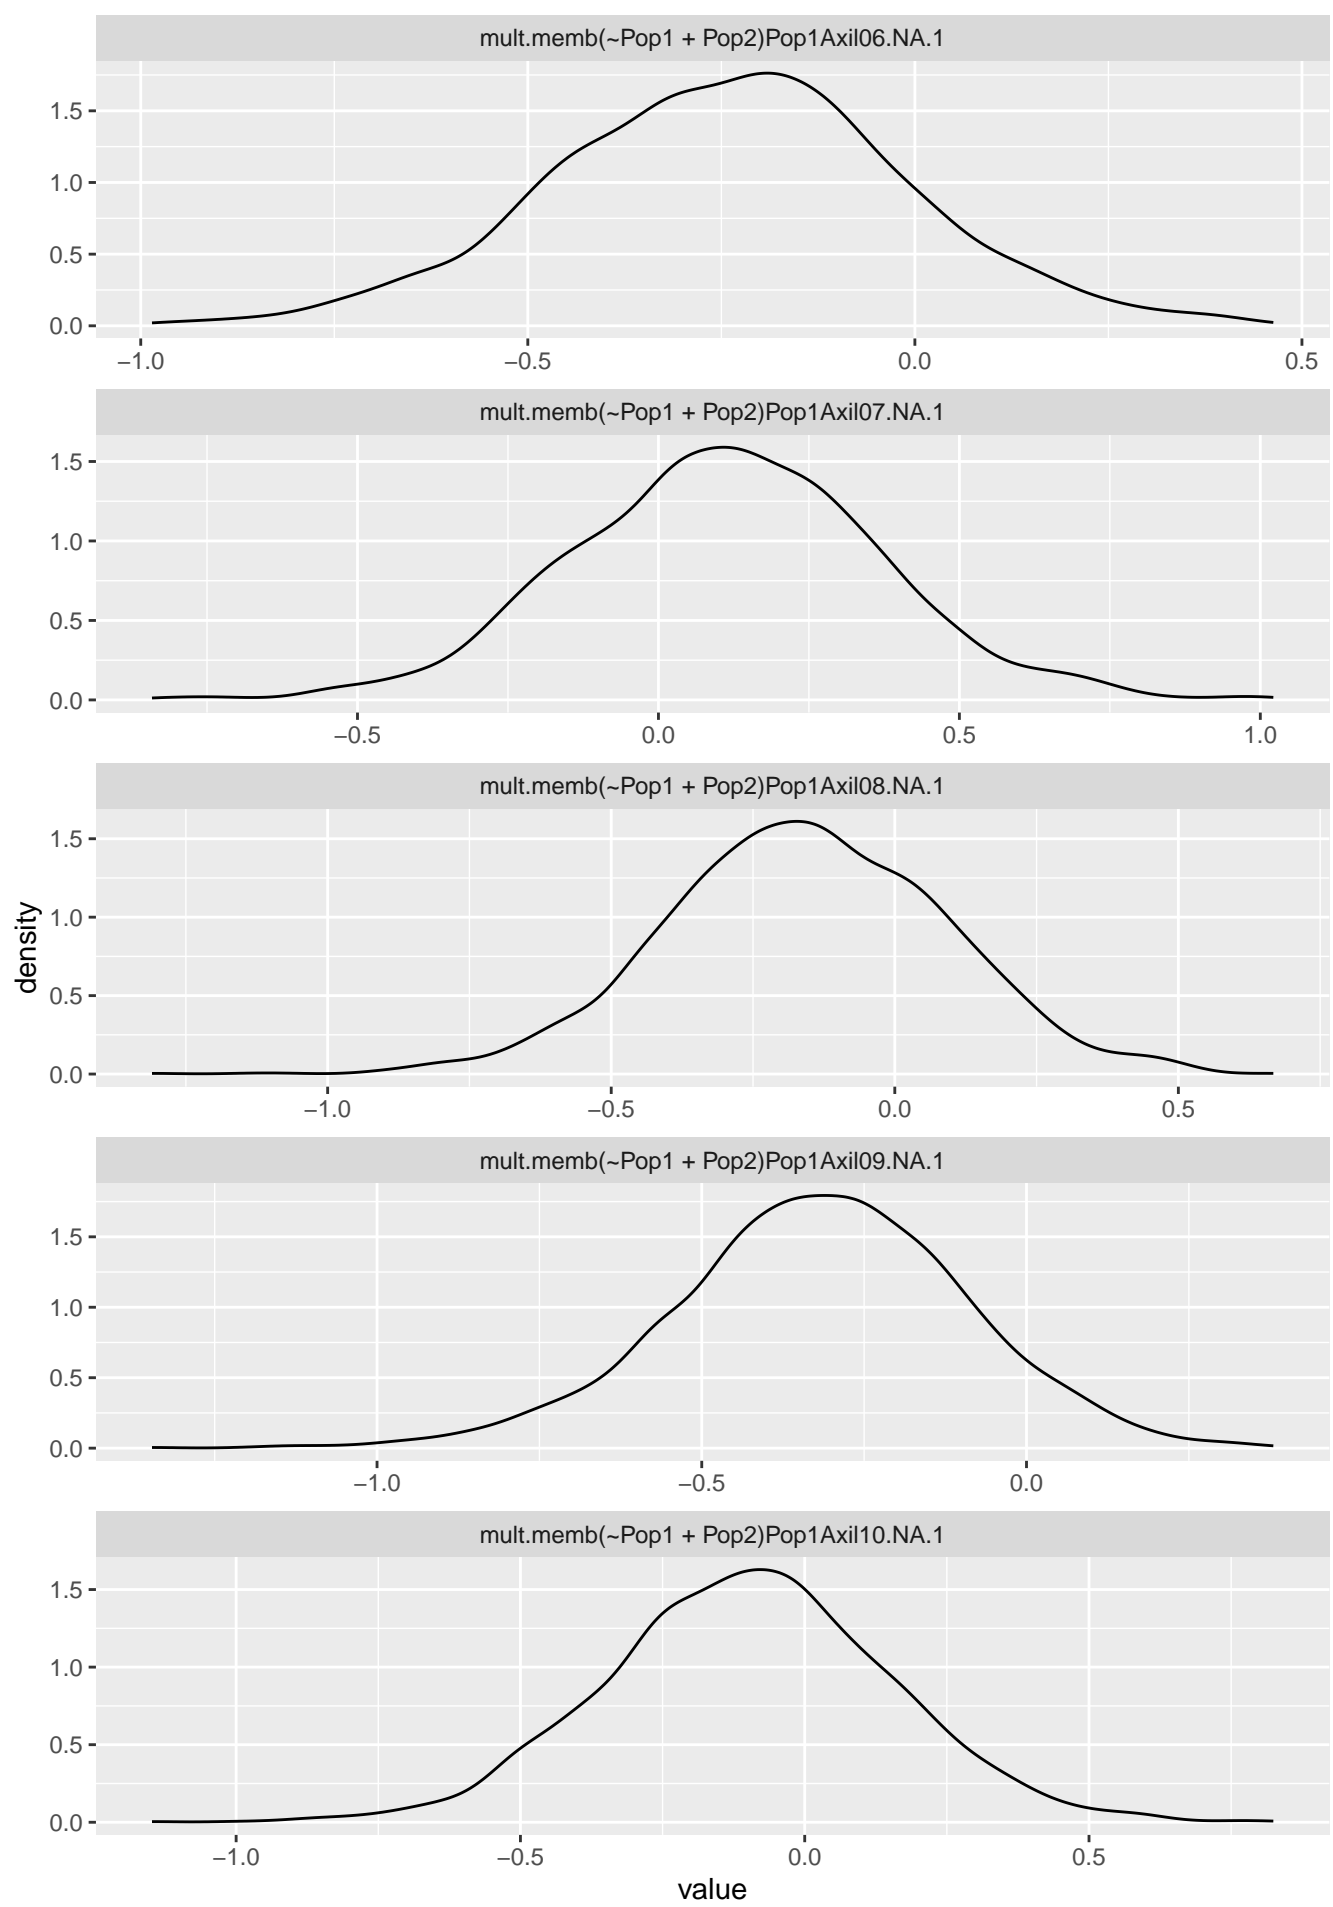 mult.memb(~Pop1 + Pop2)Pop1Axil06.NA.1
1.5
1.0
0.5
0.0
−1.0 −0.5 0.0 0.5
mult.memb(~Pop1 + Pop2)Pop1Axil07.NA.1
1.5
1.0
0.5
0.0
−0.5 0.0 0.5 1.0
mult.memb(~Pop1 + Pop2)Pop1Axil08.NA.1
1.5
1.0
0.5
0.0
−1.0 −0.5 0.0 0.5
density
mult.memb(~Pop1 + Pop2)Pop1Axil09.NA.1
1.5
1.0
0.5
0.0
−1.0 −0.5 0.0
mult.memb(~Pop1 + Pop2)Pop1Axil10.NA.1
1.5
1.0
0.5
0.0
−1.0 −0.5 0.0 0.5
value